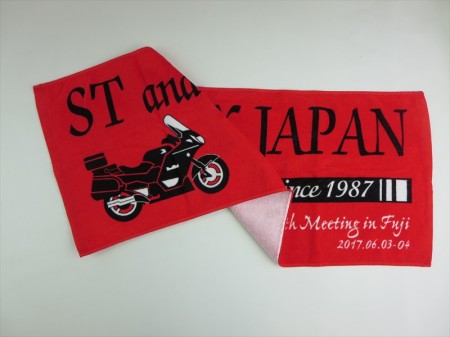 ST and JAPAN
since 1987
Meeting in Fuji
2017.06.03-04